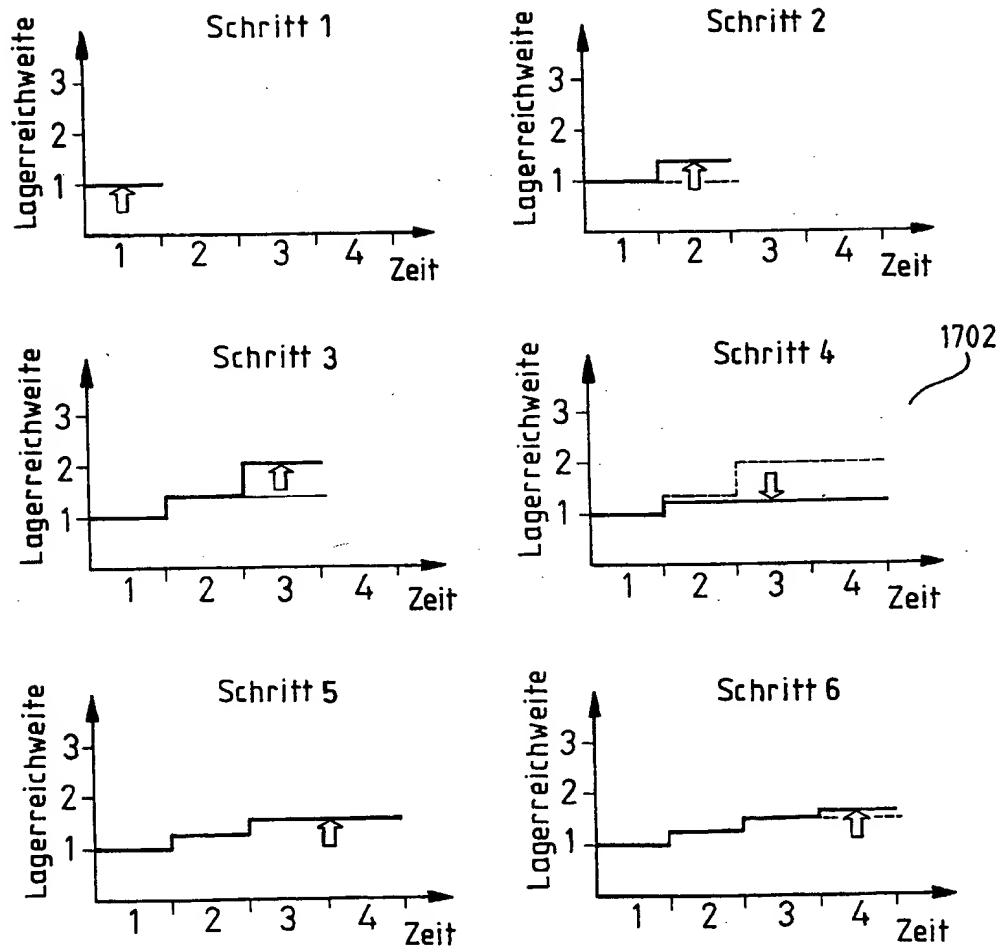 Schritt 1
Lagerreichweite
3
2
1
1 2 3 4 Zeit
Schritt 2
Lagerreichweite
3
2
1
1 2 3 4 Zeit
Schritt 3
Lagerreichweite
3
2
1
1 2 3 4 Zeit
Schritt 4
1702
Lagerreichweite
3
2
1
1 2 3 4 Zeit
Schritt 5
Lagerreichweite
3
2
1
1 2 3 4 Zeit
Schritt 6
Lagerreichweite
3
2
1
1 2 3 4 Zeit